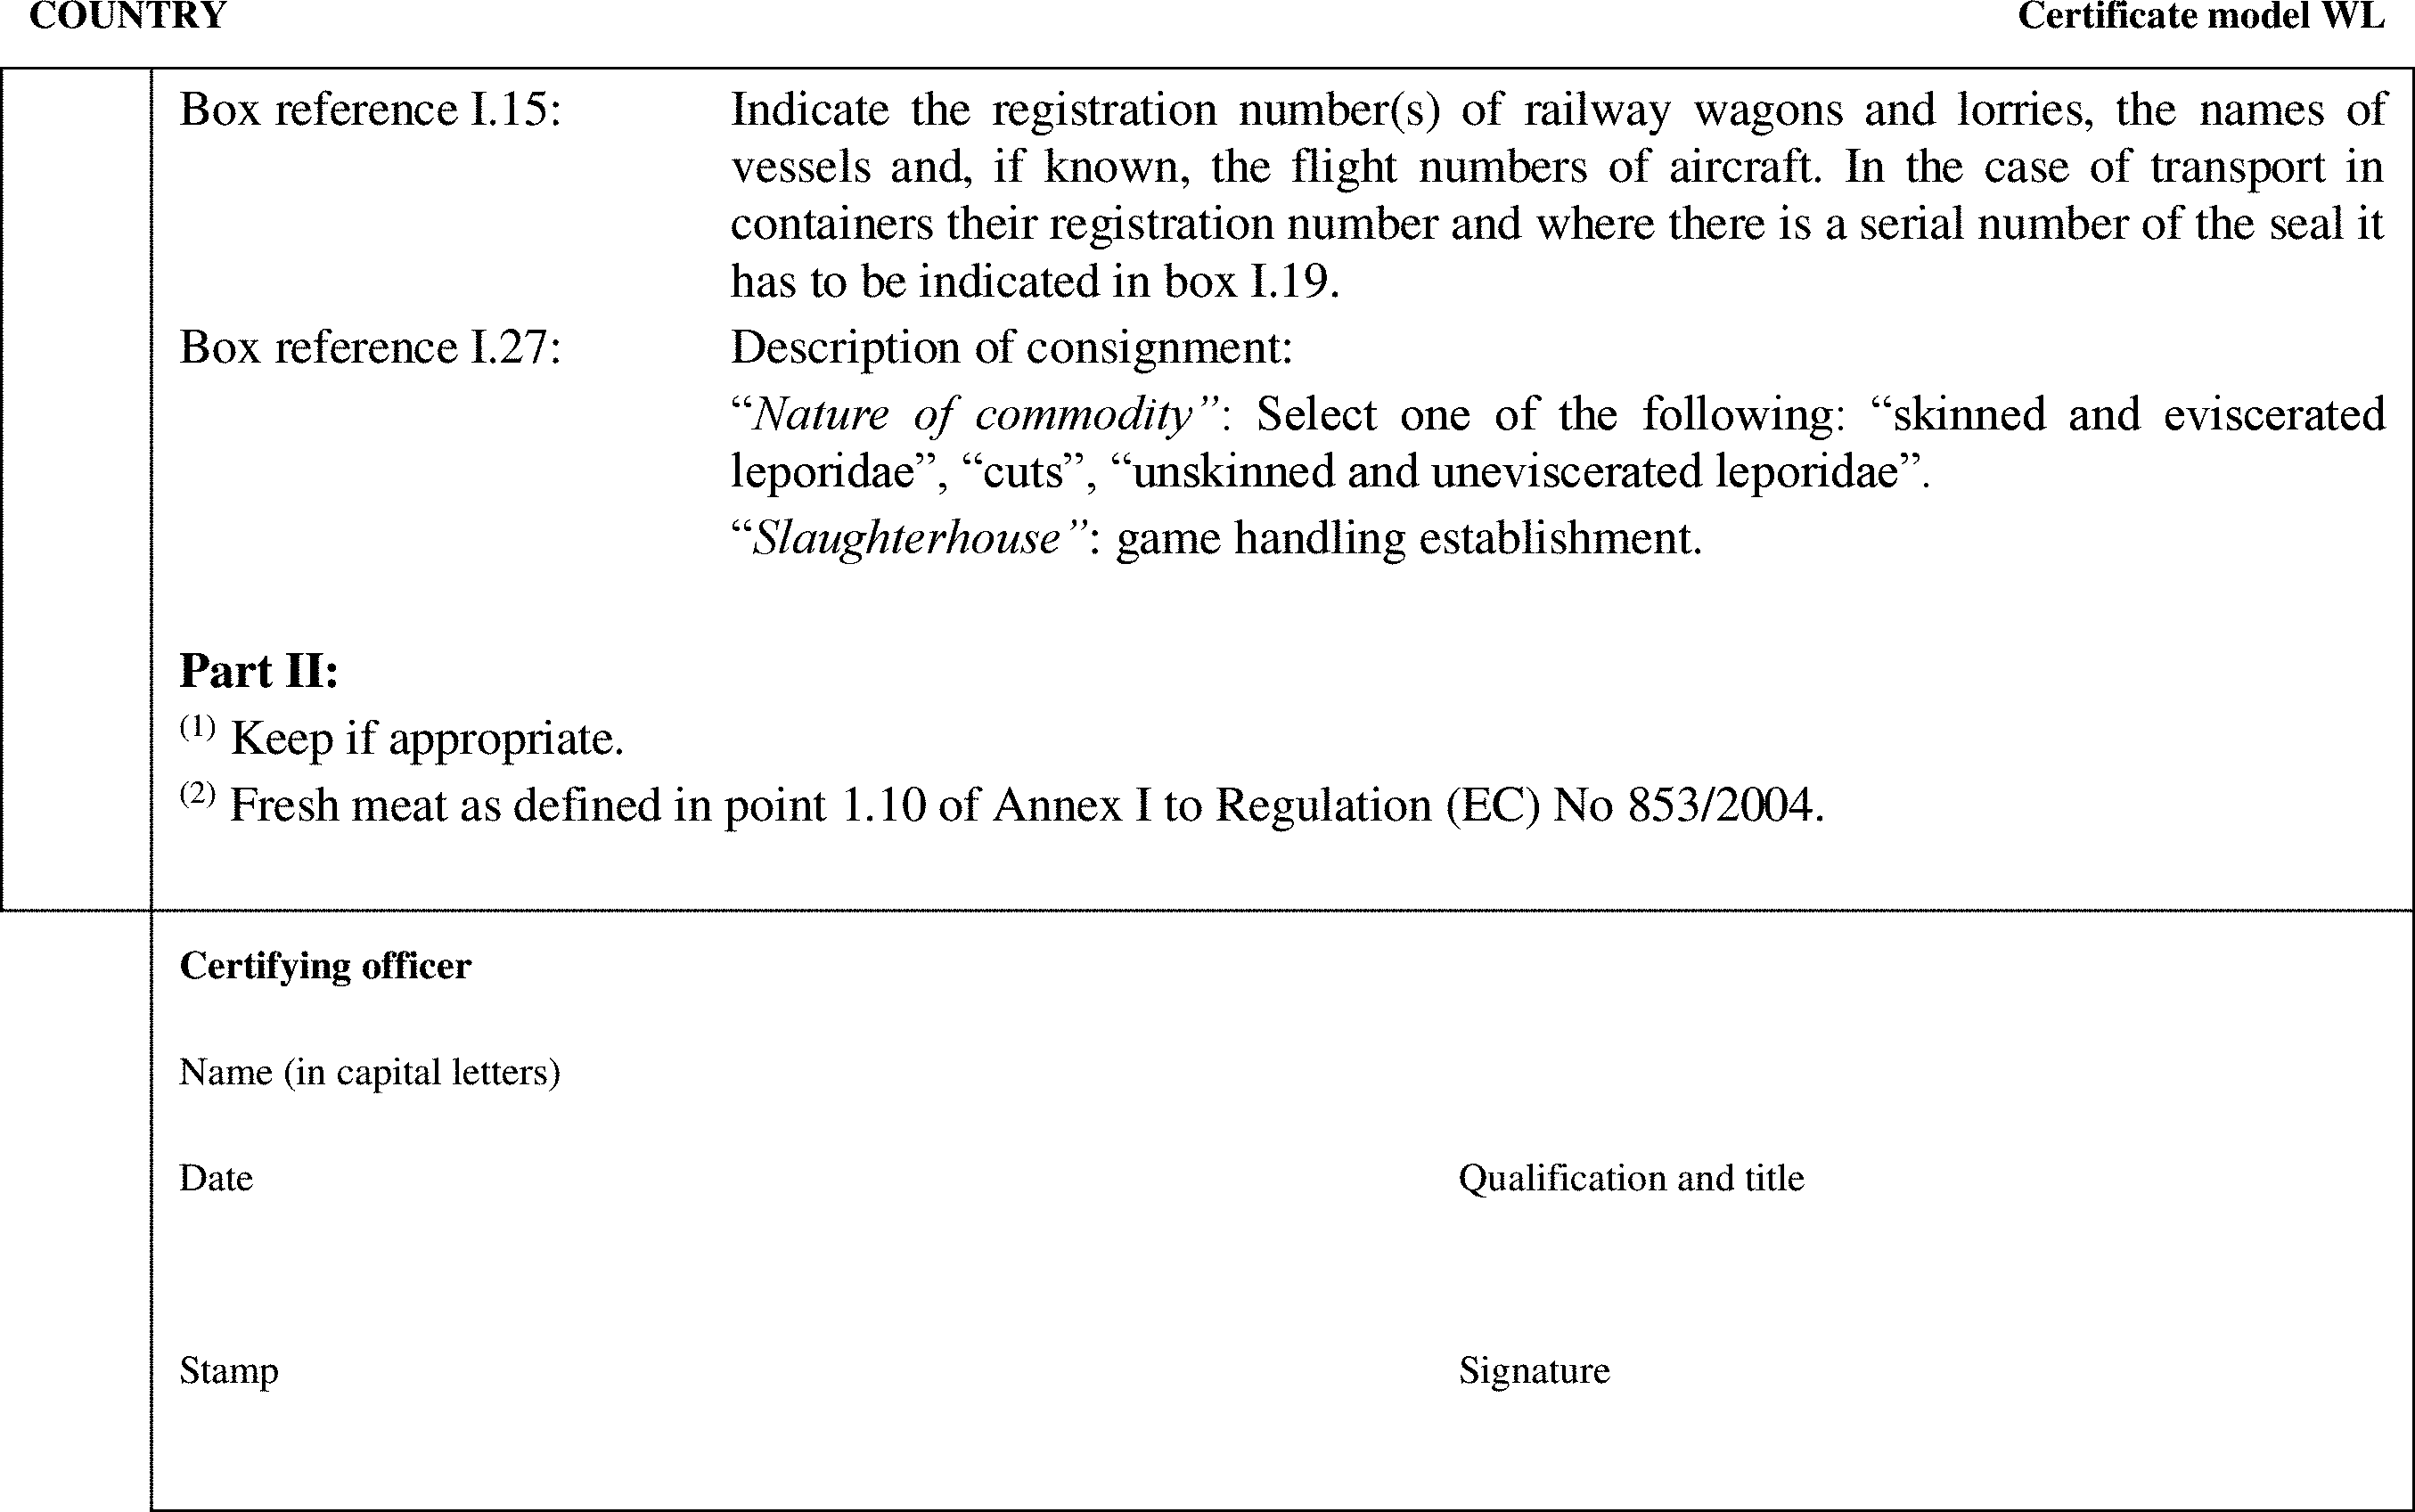 COUNTRY Certificate model WL
Box reference I.15: Indicate the registration number(s) of railway wagons and lorries, the names of
vessels and, if known, the flight numbers of aircraft. In the case of transport in
containers their registration number and where there is a serial number of the seal it
has to be indicated in box I.19.
Box reference I.27: Description of consignment:
“Nature of commodity”: Select one of the following: “skinned and eviscerated
leporidae”, “cuts”, “unskinned and uneviscerated leporidae”.
“Slaughterhouse”: game handling establishment.
Part II:
(1) Keep if appropriate.
(2) Fresh meat as defined in point 1.10 of Annex I to Regulation (EC) No 853/2004.
Certifying officer
Name (in capital letters)
Date Qualification and title
Stamp Signature